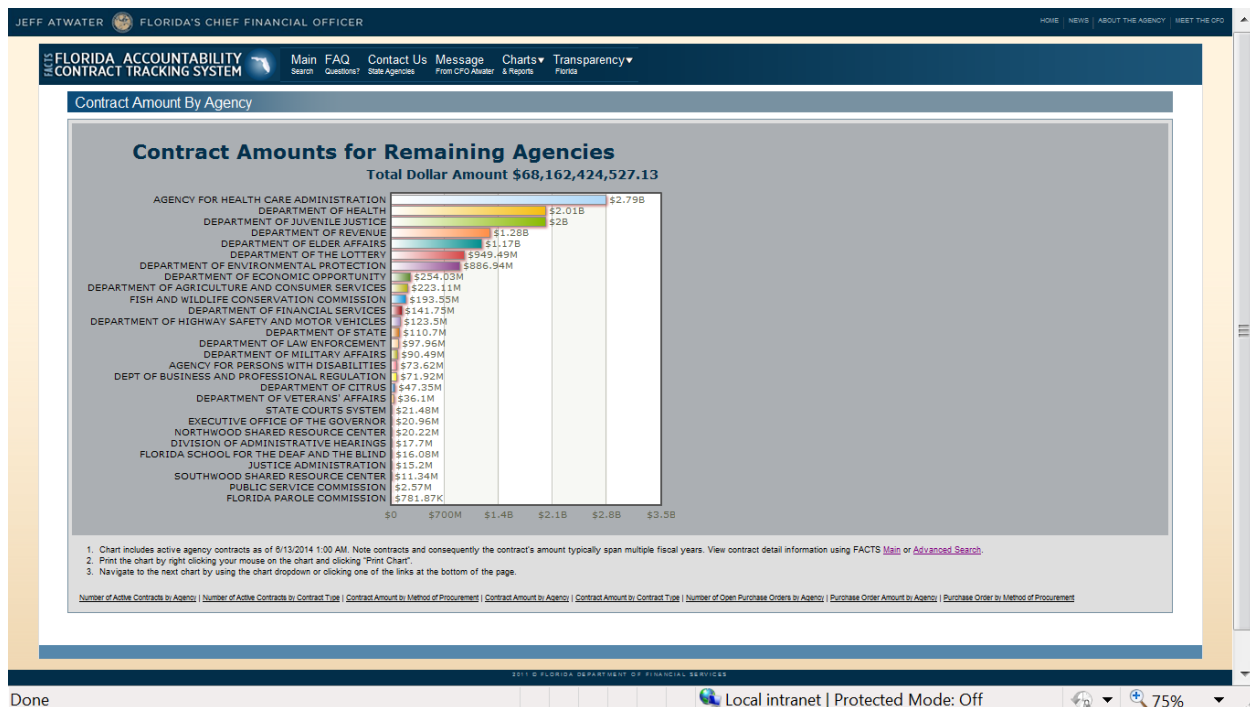 JEFF ATWATER FLORIDA'S CHIEF FINANCIAL OFFICER
HOME | NEWS | ABOUT THE AGENCY | MEET THE CFO
FACTS FLORIDA ACCOUNTABILITY CONTRACT TRACKING SYSTEM
Main FAQ Contact Us Message Charts▾ Transparency▾
Search Questions? State Agencies From CFO Atwater & Reports Florida
Contract Amount By Agency
Contract Amounts for Remaining Agencies
Total Dollar Amount $68,162,424,527.13
AGENCY FOR HEALTH CARE ADMINISTRATION $2.79B
DEPARTMENT OF HEALTH $2.01B
DEPARTMENT OF JUVENILE JUSTICE $2B
DEPARTMENT OF REVENUE $1.28B
DEPARTMENT OF ELDER AFFAIRS $1.17B
DEPARTMENT OF THE LOTTERY $949.49M
DEPARTMENT OF ENVIRONMENTAL PROTECTION $886.94M
DEPARTMENT OF ECONOMIC OPPORTUNITY $254.03M
DEPARTMENT OF AGRICULTURE AND CONSUMER SERVICES $223.11M
FISH AND WILDLIFE CONSERVATION COMMISSION $193.55M
DEPARTMENT OF FINANCIAL SERVICES $141.75M
DEPARTMENT OF HIGHWAY SAFETY AND MOTOR VEHICLES $123.5M
DEPARTMENT OF STATE $110.7M
DEPARTMENT OF LAW ENFORCEMENT $97.96M
DEPARTMENT OF MILITARY AFFAIRS $90.49M
AGENCY FOR PERSONS WITH DISABILITIES $73.62M
DEPT OF BUSINESS AND PROFESSIONAL REGULATION $71.92M
DEPARTMENT OF CITRUS $47.35M
DEPARTMENT OF VETERANS' AFFAIRS $36.1M
STATE COURTS SYSTEM $21.48M
EXECUTIVE OFFICE OF THE GOVERNOR $20.96M
NORTHWOOD SHARED RESOURCE CENTER $20.22M
DIVISION OF ADMINISTRATIVE HEARINGS $17.7M
FLORIDA SCHOOL FOR THE DEAF AND THE BLIND $16.08M
JUSTICE ADMINISTRATION $15.2M
SOUTHWOOD SHARED RESOURCE CENTER $11.34M
PUBLIC SERVICE COMMISSION $2.57M
FLORIDA PAROLE COMMISSION $781.87K
$0 $700M $1.4B $2.1B $2.8B $3.5B
1. Chart includes active agency contracts as of 6/13/2014 1:00 AM. Note contracts and consequently the contract's amount typically span multiple fiscal years. View contract detail information using FACTS Main or Advanced Search.
2. Print the chart by right clicking your mouse on the chart and clicking "Print Chart".
3. Navigate to the next chart by using the chart dropdown or clicking one of the links at the bottom of the page.
Number of Active Contracts by Agency | Number of Active Contracts by Contract Type | Contract Amount by Method of Procurement | Contract Amount by Agency | Contract Amount by Contract Type | Number of Open Purchase Orders by Agency | Purchase Order Amount by Agency | Purchase Order by Method of Procurement
2011 © FLORIDA DEPARTMENT OF FINANCIAL SERVICES
Done Local intranet | Protected Mode: Off 75%